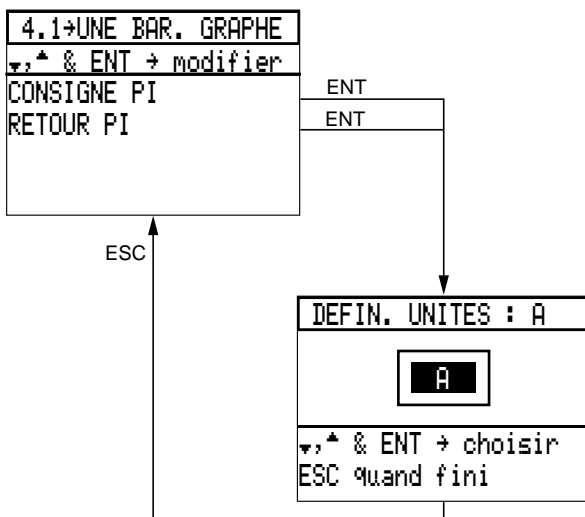 4.1→UNE BAR. GRAPHE
▾,▴ & ENT → modifier
CONSIGNE PI
RETOUR PI
ENT
ENT
ESC
DEFIN. UNITES : A
A
▾,▴ & ENT → choisir
ESC quand fini